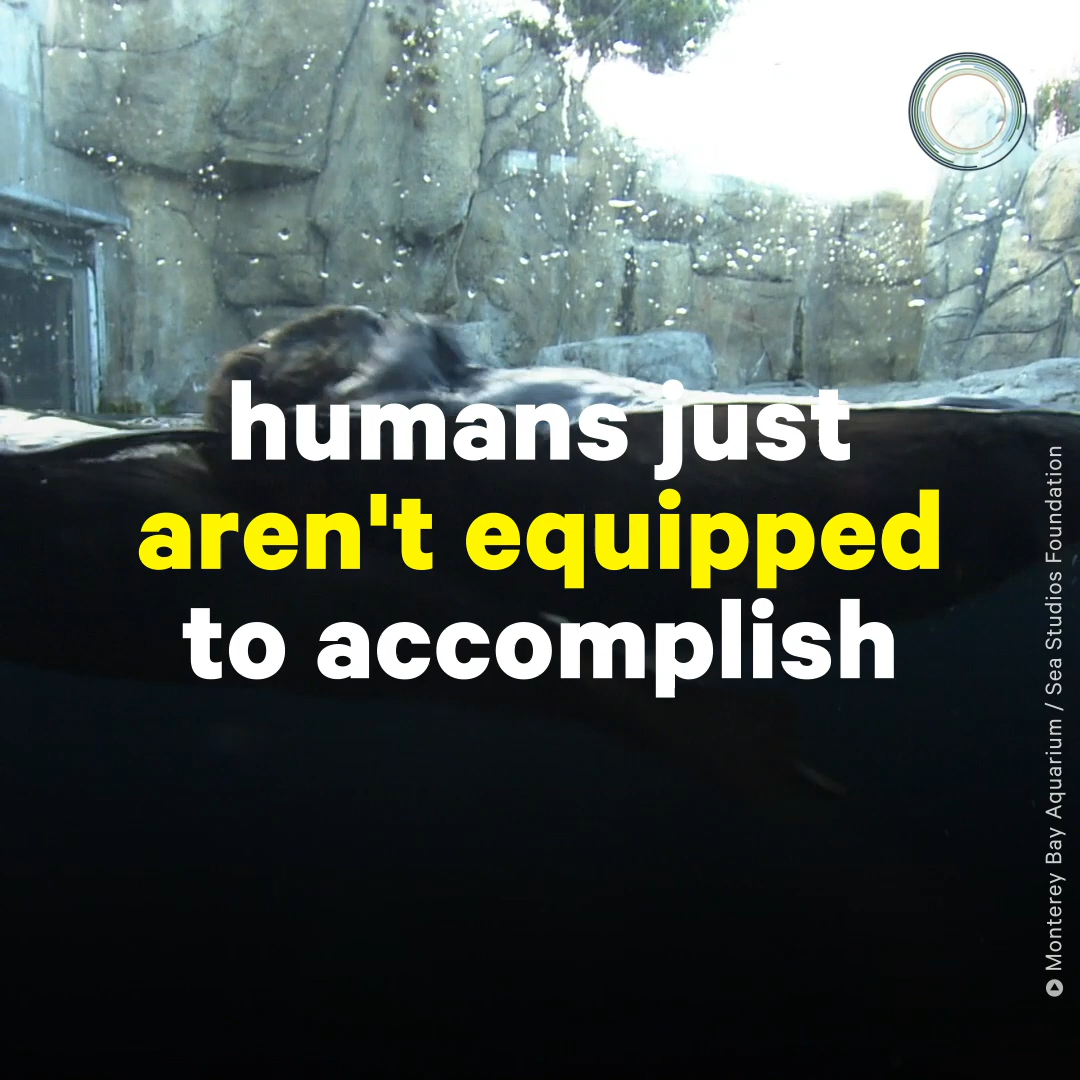 humans just
aren't equipped
to accomplish
Monterey Bay Aquarium / Sea Studios Foundation